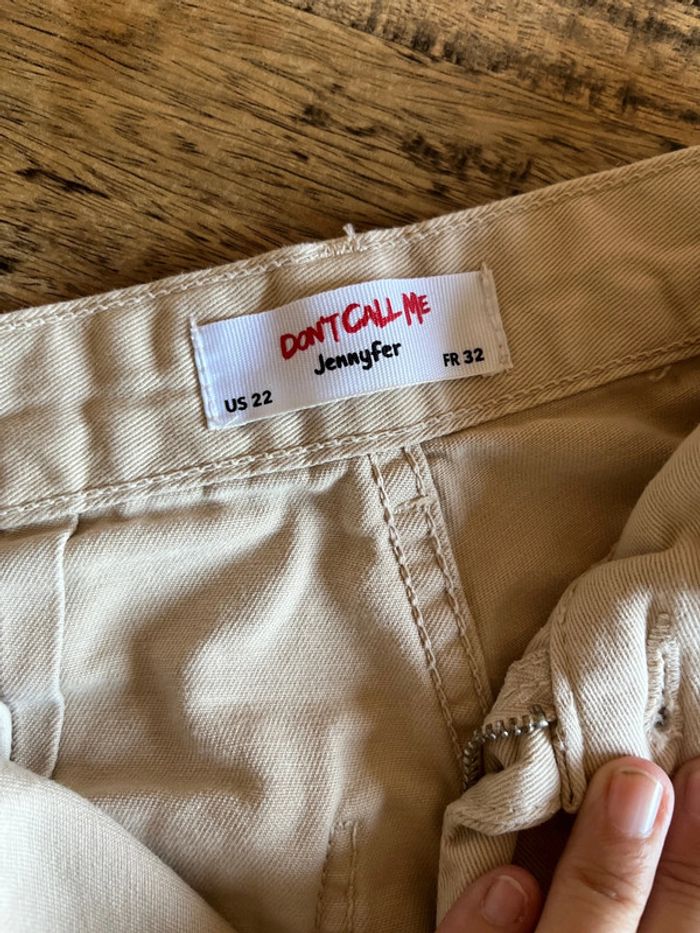 DON'T CALL ME
Jennyfer
US 22
FR 32